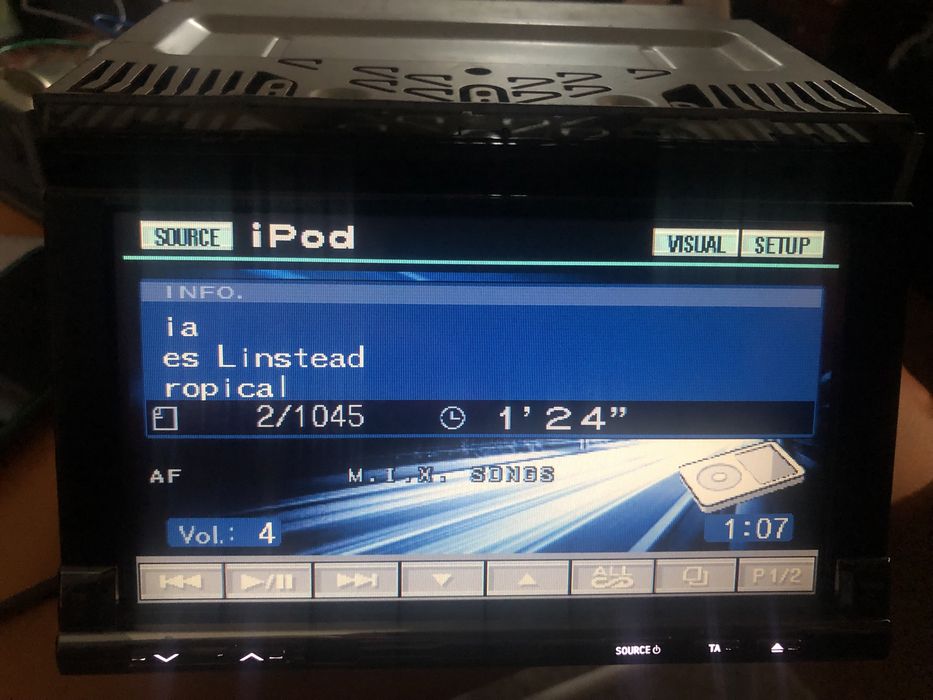 SOURCE iPod VISUAL SETUP
INFO.
ia
es Linstead
ropical
2/1045 1'24"
AF M.I.X. SONGS
Vol.: 4 1:07
ALL P 1/2
SOURCE TA